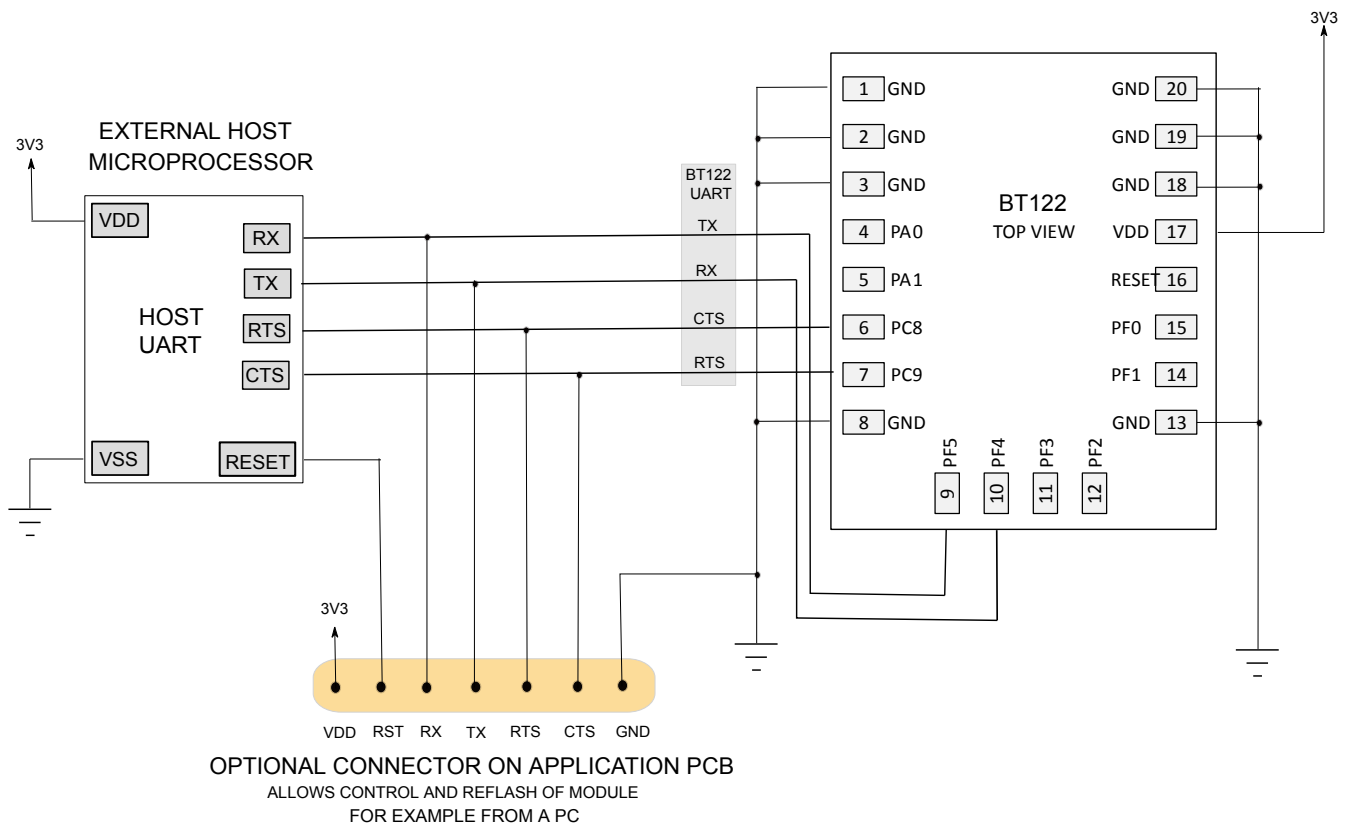 3V3
EXTERNAL HOST
MICROPROCESSOR
3V3
VDD
RX
TX
HOST
UART
RTS
CTS
VSS
RESET
BT122
UART
TX
RX
CTS
RTS
1 GND
2 GND
3 GND
4 PA0
5 PA1
6 PC8
7 PC9
8 GND
BT122
TOP VIEW
GND 20
GND 19
GND 18
VDD 17
RESET 16
PF0 15
PF1 14
GND 13
PF5 PF4 PF3 PF2
9 10 11 12
3V3
VDD RST RX TX RTS CTS GND
OPTIONAL CONNECTOR ON APPLICATION PCB
ALLOWS CONTROL AND REFLASH OF MODULE
FOR EXAMPLE FROM A PC